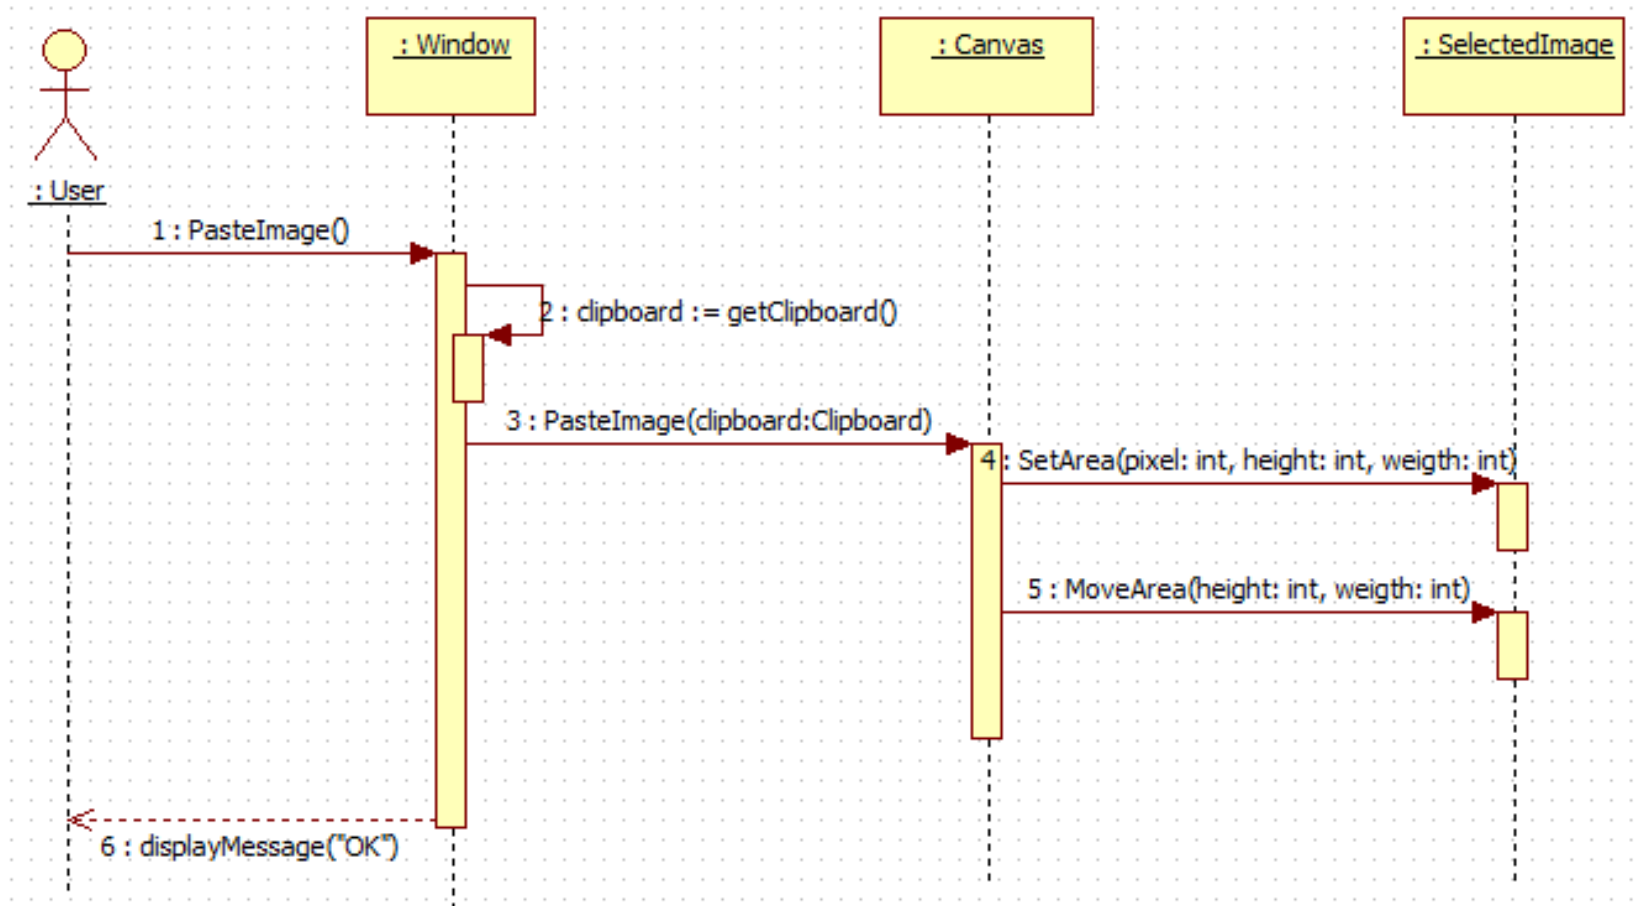 : Window
: Canvas
: SelectedImage
: User
1 : PasteImage()
2 : clipboard := getClipboard()
3 : PasteImage(clipboard:Clipboard)
4 : SetArea(pixel: int, height: int, weigth: int)
5 : MoveArea(height: int, weigth: int)
6 : displayMessage("OK")